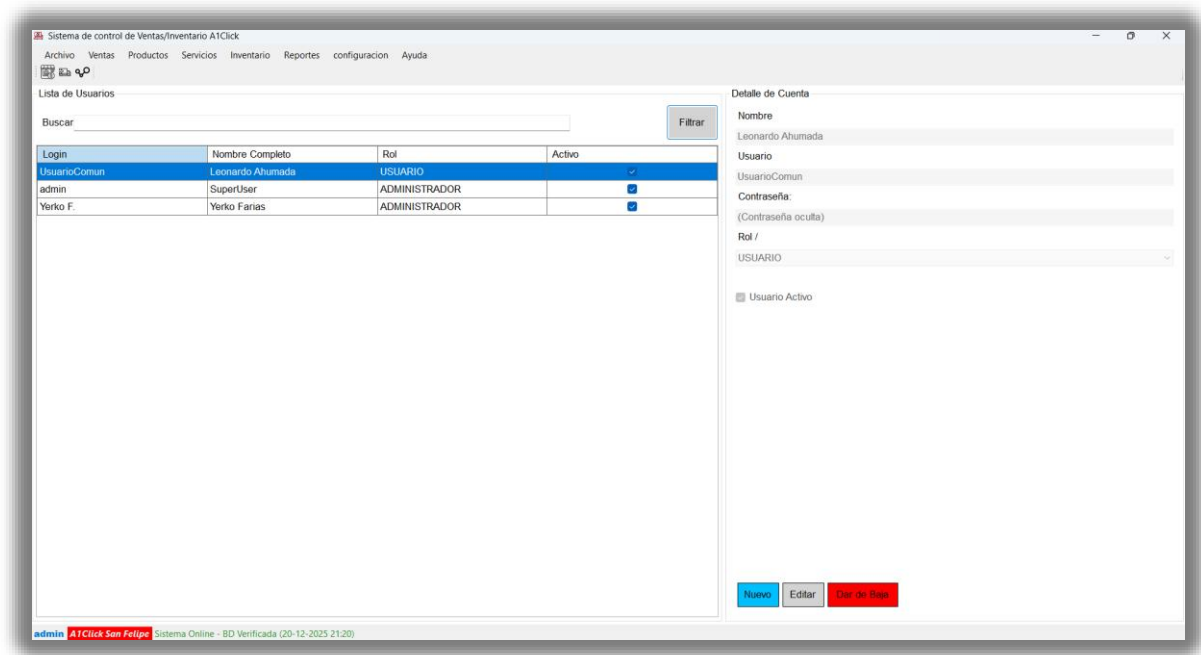 Sistema de control de Ventas/Inventario A1Click
Archivo Ventas Productos Servicios Inventario Reportes configuracion Ayuda
Lista de Usuarios
Buscar
Filtrar
Login Nombre Completo Rol Activo
UsuarioComun Leonardo Ahumada USUARIO
admin SuperUser ADMINISTRADOR
Yerko F. Yerko Farias ADMINISTRADOR
Detalle de Cuenta
Nombre
Leonardo Ahumada
Usuario
UsuarioComun
Contraseña:
(Contraseña oculta)
Rol /
USUARIO
Usuario Activo
Nuevo Editar Dar de Baja
admin A1Click San Felipe Sistema Online - BD Verificada (20-12-2025 21:20)